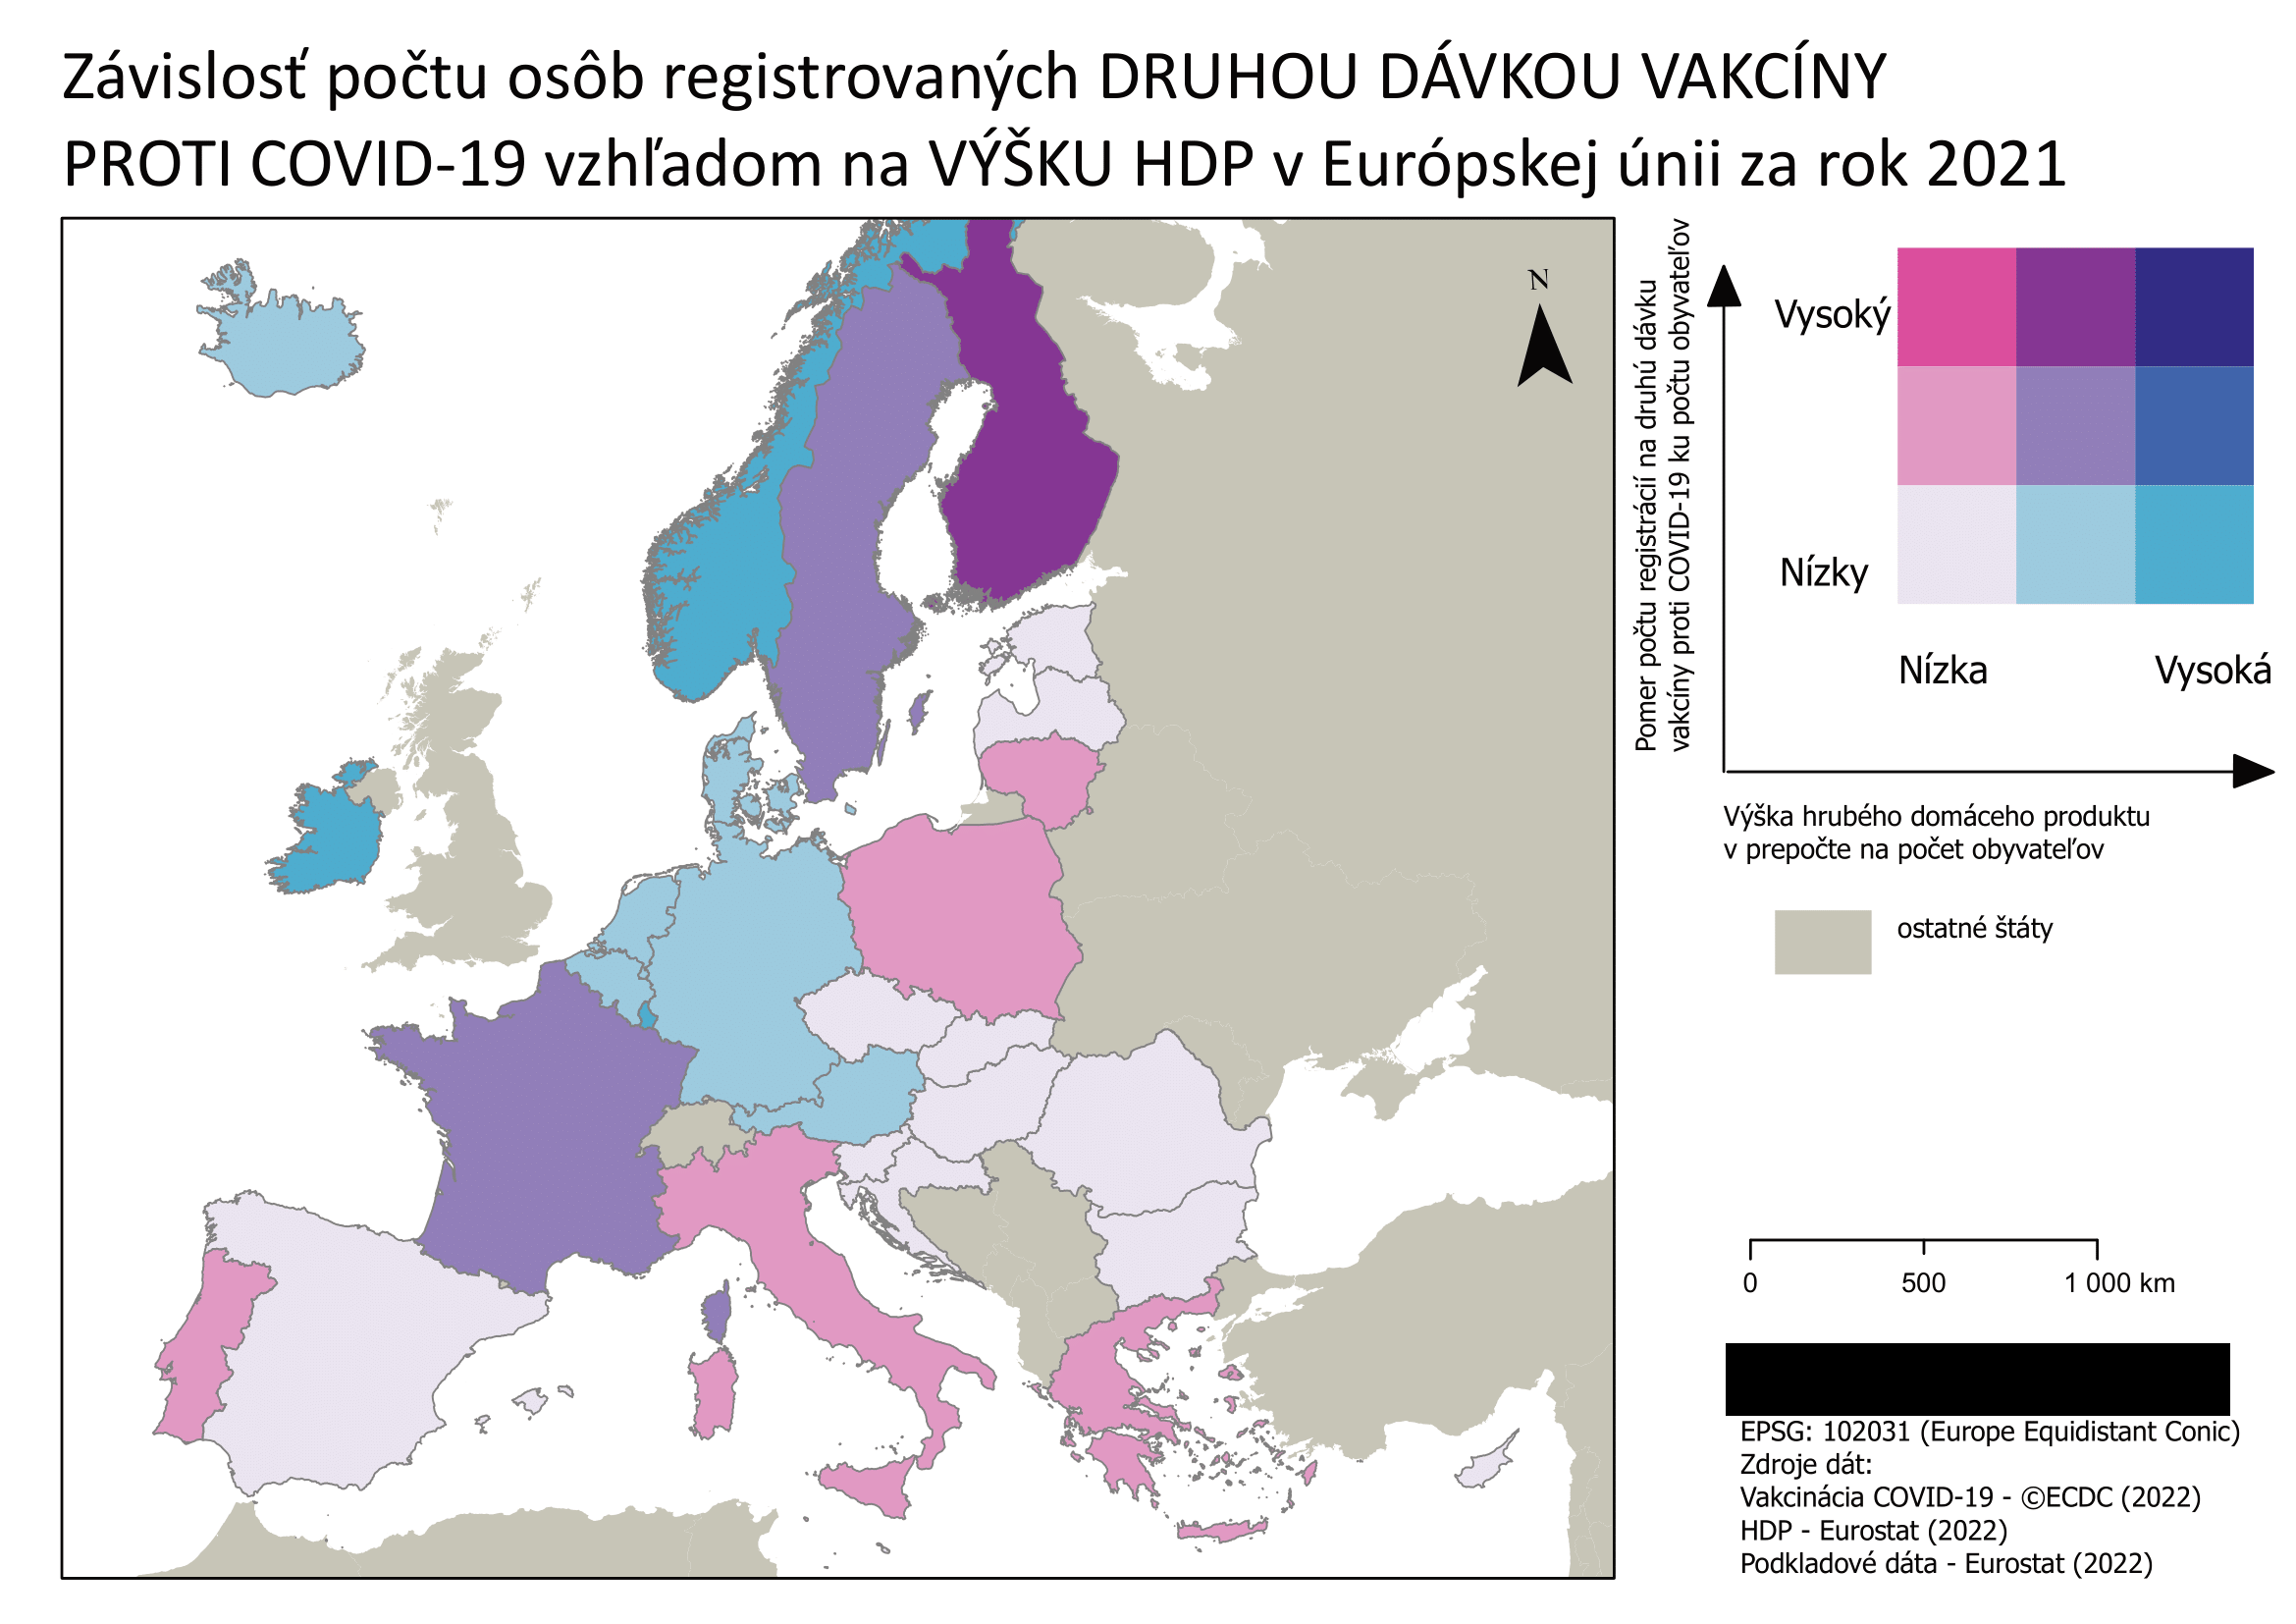 Závislosť počtu osôb registrovaných DRUHOU DÁVKOU VAKCÍNY
PROTI COVID-19 vzhľadom na VÝŠKU HDP v Európskej únii za rok 2021
N
Pomer počtu registrácií na druhú dávku
vakcíny proti COVID-19 ku počtu obyvateľov
Vysoký
Nízky
Nízka
Vysoká
Výška hrubého domáceho produktu
v prepočte na počet obyvateľov
ostatné štáty
0
500
1 000 km
EPSG: 102031 (Europe Equidistant Conic)
Zdroje dát:
Vakcinácia COVID-19 - ©ECDC (2022)
HDP - Eurostat (2022)
Podkladové dáta - Eurostat (2022)